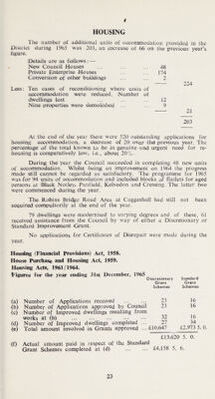 HOUSING
The number of additional units of accommodation provided in the
District during 1965 was 203, an increase of 66 on the previous year's
figure.
Details are as follows:—
New Council Houses ... ... 48
Private Enterprise Houses ... 174
Conversion of other buildings ... 2
224
Less: Ten cases of reconditioning where units of
accommodation were reduced. Number of
dwellings lost ... ... 12
Nine properties were demolished ... 9
21
203
At the end of the year there were 520 outstanding applications for
housing accommodation, a decrease of 20 over the previous year. The
percentage of the total known to be in genuine and urgent need for re-
housing is comparatively low, i.e., about 20%.
During the year the Council succeeded in completing 48 new units
of accommodation. Whilst being an improvement on 1964 the progress
made still cannot be regarded as satisfactory. The programme for 1965
was for 94 units of accommodation and included blocks of flatlets for aged
persons at Black Notley, Panfield, Kelvedon and Cressing. The latter two
were commenced during the year.
The Robins Bridge Road Area at Coggeshall had still not been
acquired compulsorily at the end of the year.
79 dwellings were modernised to varying degrees and of these, 61
received assistance from the Council by way of either a Discretionary or
Standard Improvement Grant.
No applications for Certificates of Disrepair were made during the
year.
Housing (Financial Provisions) Act, 1958.
House Purchase and Housing Act, 1959.
Housing Acts, 1961/1964.
Figures for the year ending 31st December, 1965
Discretionary Standard
Grant Grant
Schemes Schemes
(a) Number of Applications received ... 23 16
(b) Number of Applications approved by Council 23 16
(c) Number of Improved dwellings resulting from
works at (b) ... ... 32 16
(d) Number of Improved dwellings completed ... 27 34
(e) Total amount involved in Grants approved ... £10,647 £2,973 5. 0.
£13,620 5. 0.
(f) Actual amount paid in respect of the Standard
Grant Schemes completed at (d) ... £4,158 5. 6.
23